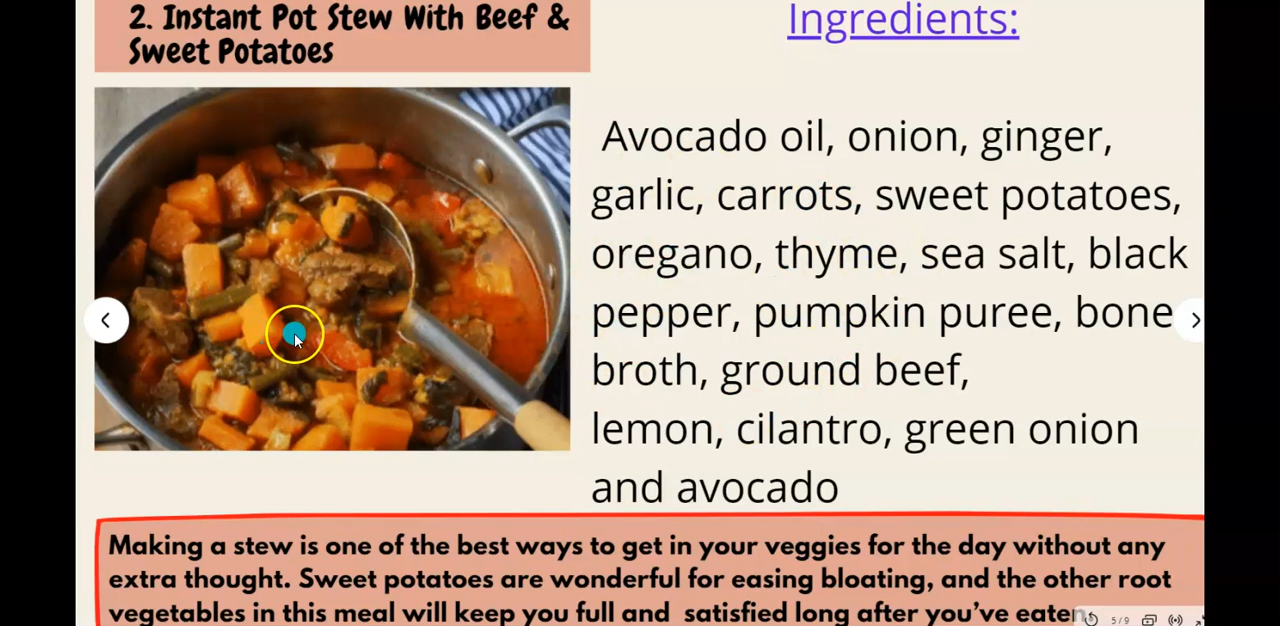 2. Instant Pot Stew With Beef &
Sweet Potatoes
Ingredients:
Avocado oil, onion, ginger,
garlic, carrots, sweet potatoes,
oregano, thyme, sea salt, black
pepper, pumpkin puree, bone
broth, ground beef,
lemon, cilantro, green onion
and avocado
Making a stew is one of the best ways to get in your veggies for the day without any
extra thought. Sweet potatoes are wonderful for easing bloating, and the other root
vegetables in this meal will keep you full and satisfied long after you’ve eaten
5/9